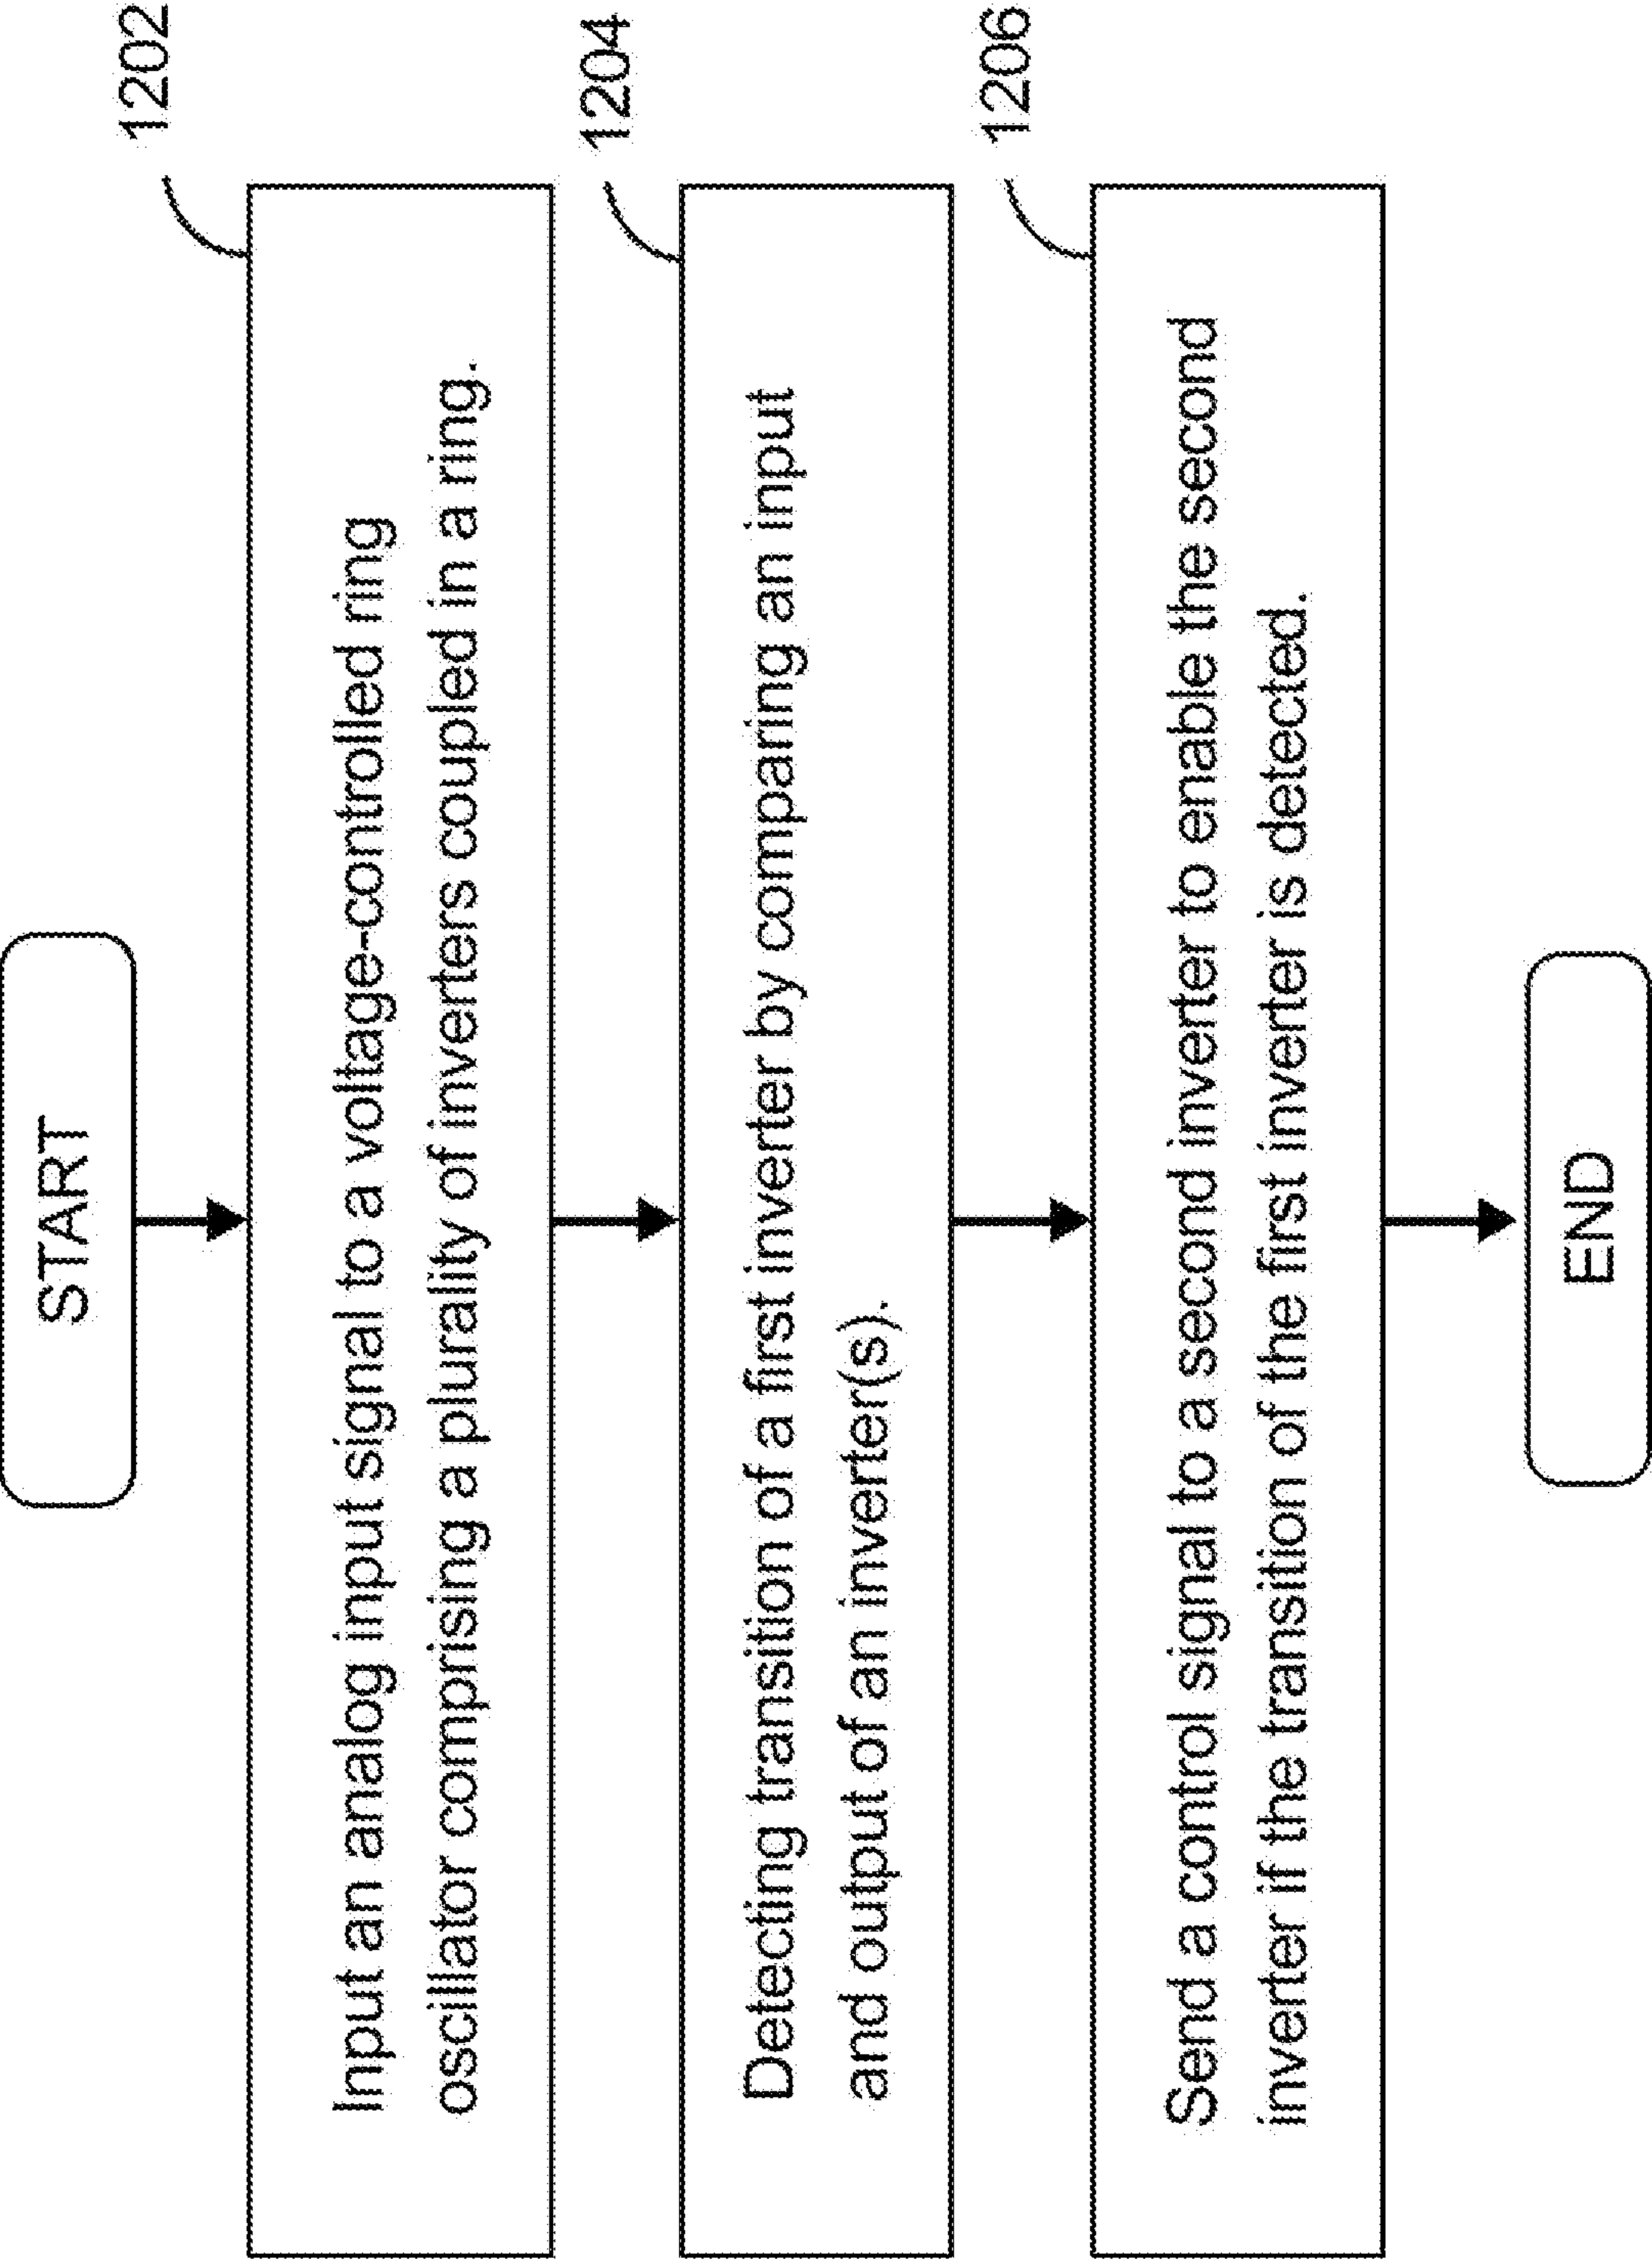 START
1202
Input an analog input signal to a voltage-controlled ring
oscillator comprising a plurality of inverters coupled in a ring.
1204
Detecting transition of a first inverter by comparing an input
and output of an inverter(s).
1206
Send a control signal to a second inverter to enable the second
inverter if the transition of the first inverter is detected.
END